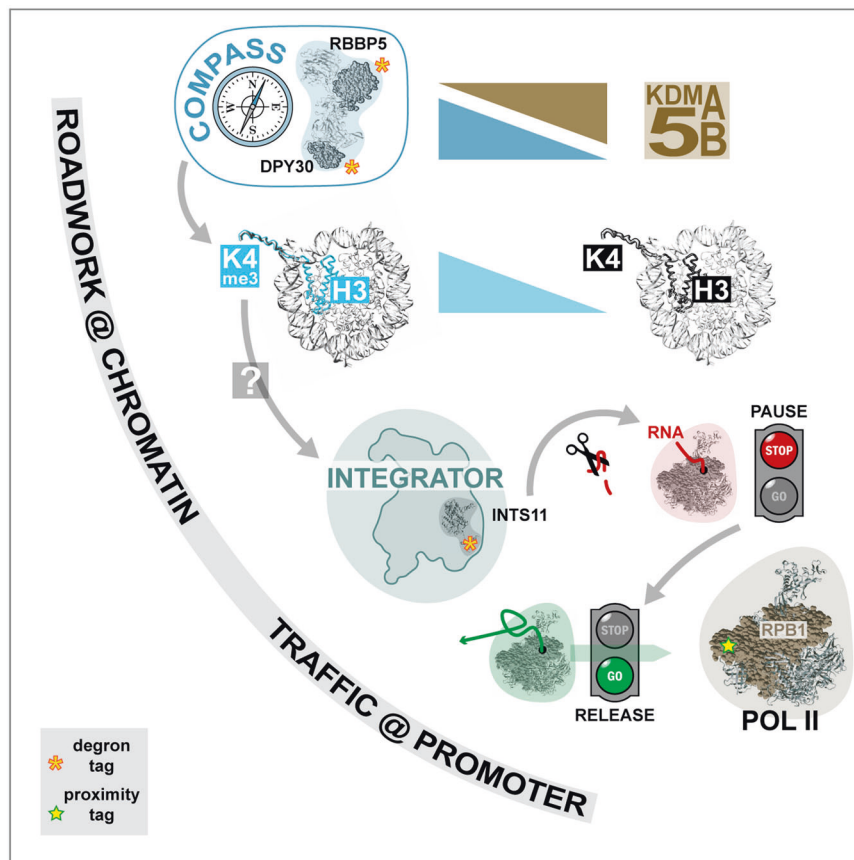 COMPASS
N
E
S
W
RBBP5
DPY30
KDM
5
A
B
K4
me3
H3
K4
H3
?
INTEGRATOR
INTS11
RNA
PAUSE
STOP
GO
STOP
GO
RELEASE
RPB1
POL II
ROADWORK @ CHROMATIN
TRAFFIC @ PROMOTER
degron
tag
proximity
tag